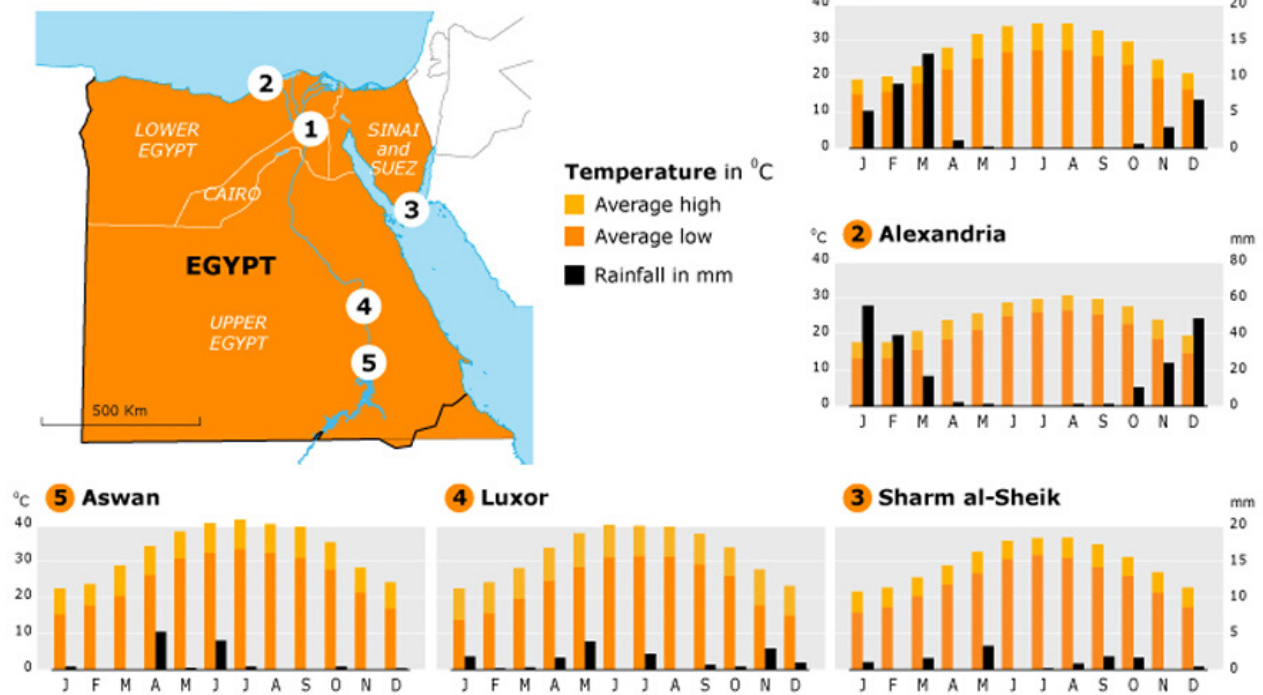 2
1
3
4
5
LOWER
EGYPT
CAIRO
SINAI
and
SUEZ
EGYPT
UPPER
EGYPT
500 Km
Temperature in ⁰C
Average high
Average low
Rainfall in mm
40 20
30 15
20 10
10 5
0 0
J F M A M J J A S O N D
⁰C 2 Alexandria mm
40 80
30 60
20 40
10 20
0 0
J F M A M J J A S O N D
⁰C 5 Aswan
40
30
20
10
0
J F M A M J J A S O N D
4 Luxor
J F M A M J J A S O N D
3 Sharm al-Sheik mm
20
15
10
5
0
J F M A M J J A S O N D